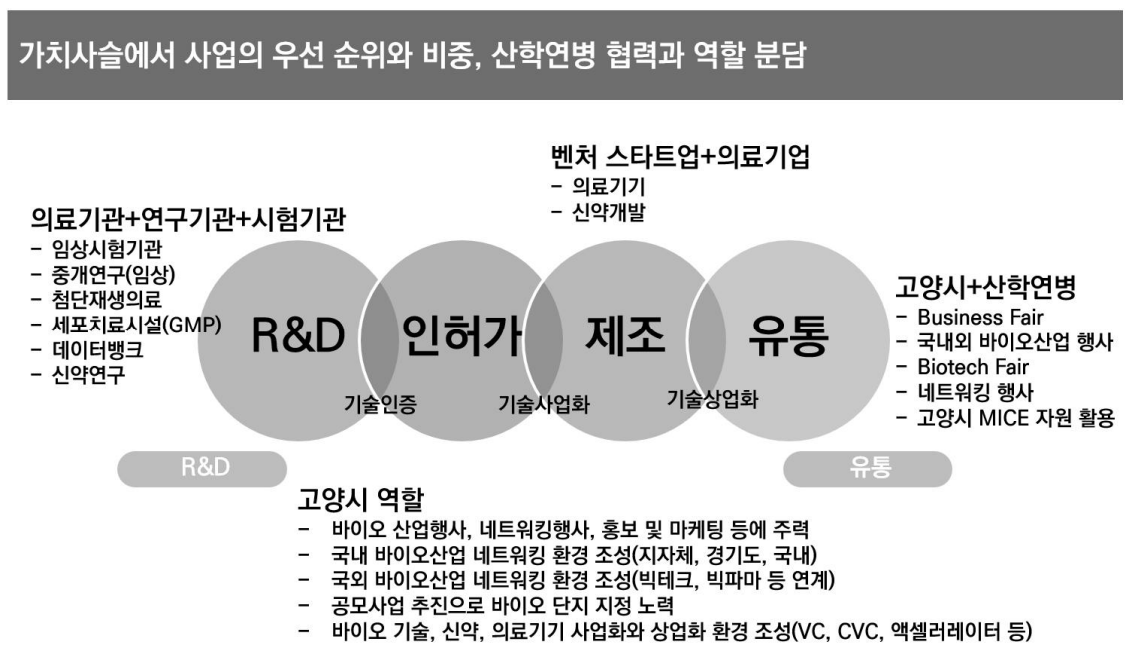 가치사슬에서 사업의 우선 순위와 비중, 산학연병 협력과 역할 분담
벤처 스타트업+의료기업
- 의료기기
- 신약개발
의료기관+연구기관+시험기관
- 임상시험기관
- 중개연구(임상)
- 첨단재생의료
- 세포치료시설(GMP)
- 데이터뱅크
- 신약연구
R&D
인허가
제조
유통
기술인증
기술사업화
기술상업화
고양시+산학연병
- Business Fair
- 국내외 바이오산업 행사
- Biotech Fair
- 네트워킹 행사
- 고양시 MICE 자원 활용
R&D
유통
고양시 역할
- 바이오 산업행사, 네트워킹행사, 홍보 및 마케팅 등에 주력
- 국내 바이오산업 네트워킹 환경 조성(지자체, 경기도, 국내)
- 국외 바이오산업 네트워킹 환경 조성(빅테크, 빅파마 등 연계)
- 공모사업 추진으로 바이오 단지 지정 노력
- 바이오 기술, 신약, 의료기기 사업화와 상업화 환경 조성(VC, CVC, 액셀러레이터 등)